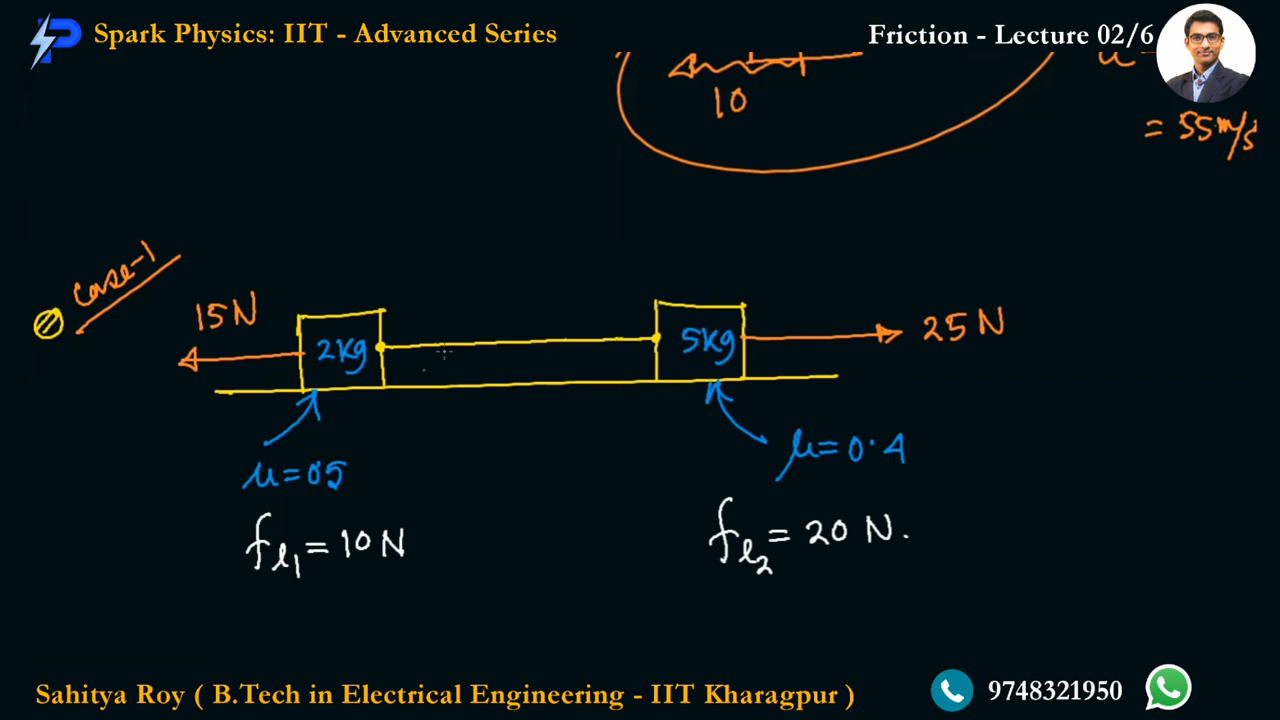 Spark Physics: IIT - Advanced Series
Friction - Lecture 02/6
10
= 55m/s
Case-1
15N
2kg
5kg
25N
μ=05
μ=0.4
fl1 = 10N
fl2 = 20 N.
Sahitya Roy ( B.Tech in Electrical Engineering - IIT Kharagpur )
9748321950